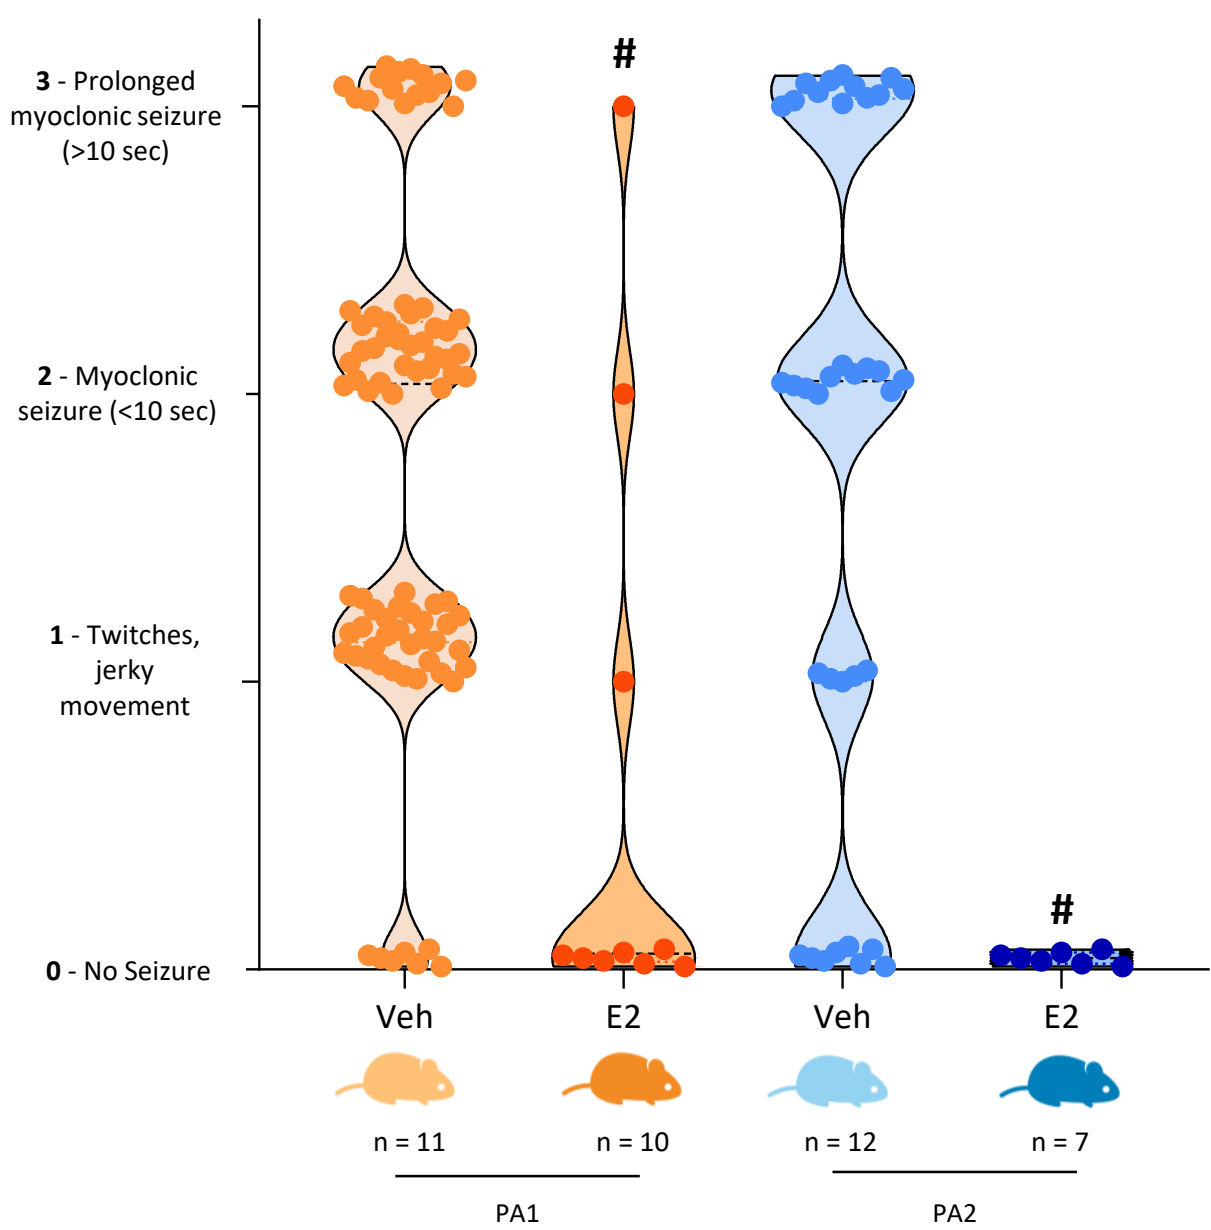 #
3 - Prolonged
myoclonic seizure
(>10 sec)
2 - Myoclonic
seizure (<10 sec)
1 - Twitches,
jerky
movement
#
0 - No Seizure
Veh E2 Veh E2
n = 11 n = 10 n = 12 n = 7
PA1 PA2